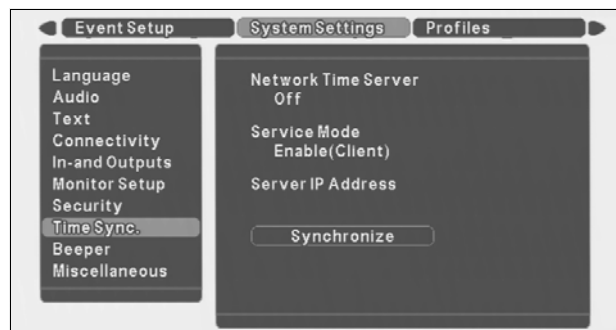 Event Setup
System Settings
Profiles
Language
Audio
Text
Connectivity
In-and Outputs
Monitor Setup
Security
Time Sync.
Beeper
Miscellaneous
Network Time Server
Off
Service Mode
Enable(Client)
Server IP Address
Synchronize